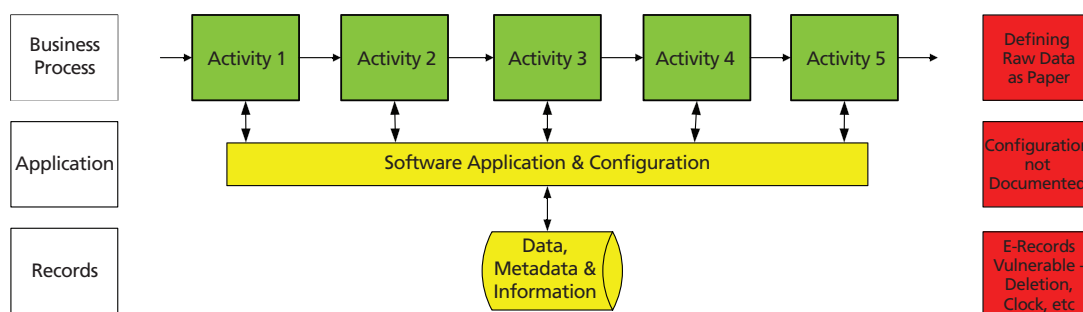 Business
Process
Activity 1
Activity 2
Activity 3
Activity 4
Activity 5
Defining
Raw Data
as Paper
Application
Software Application & Configuration
Configuration
not
Documented
Records
Data,
Metadata &
Information
E-Records
Vulnerable -
Deletion,
Clock, etc